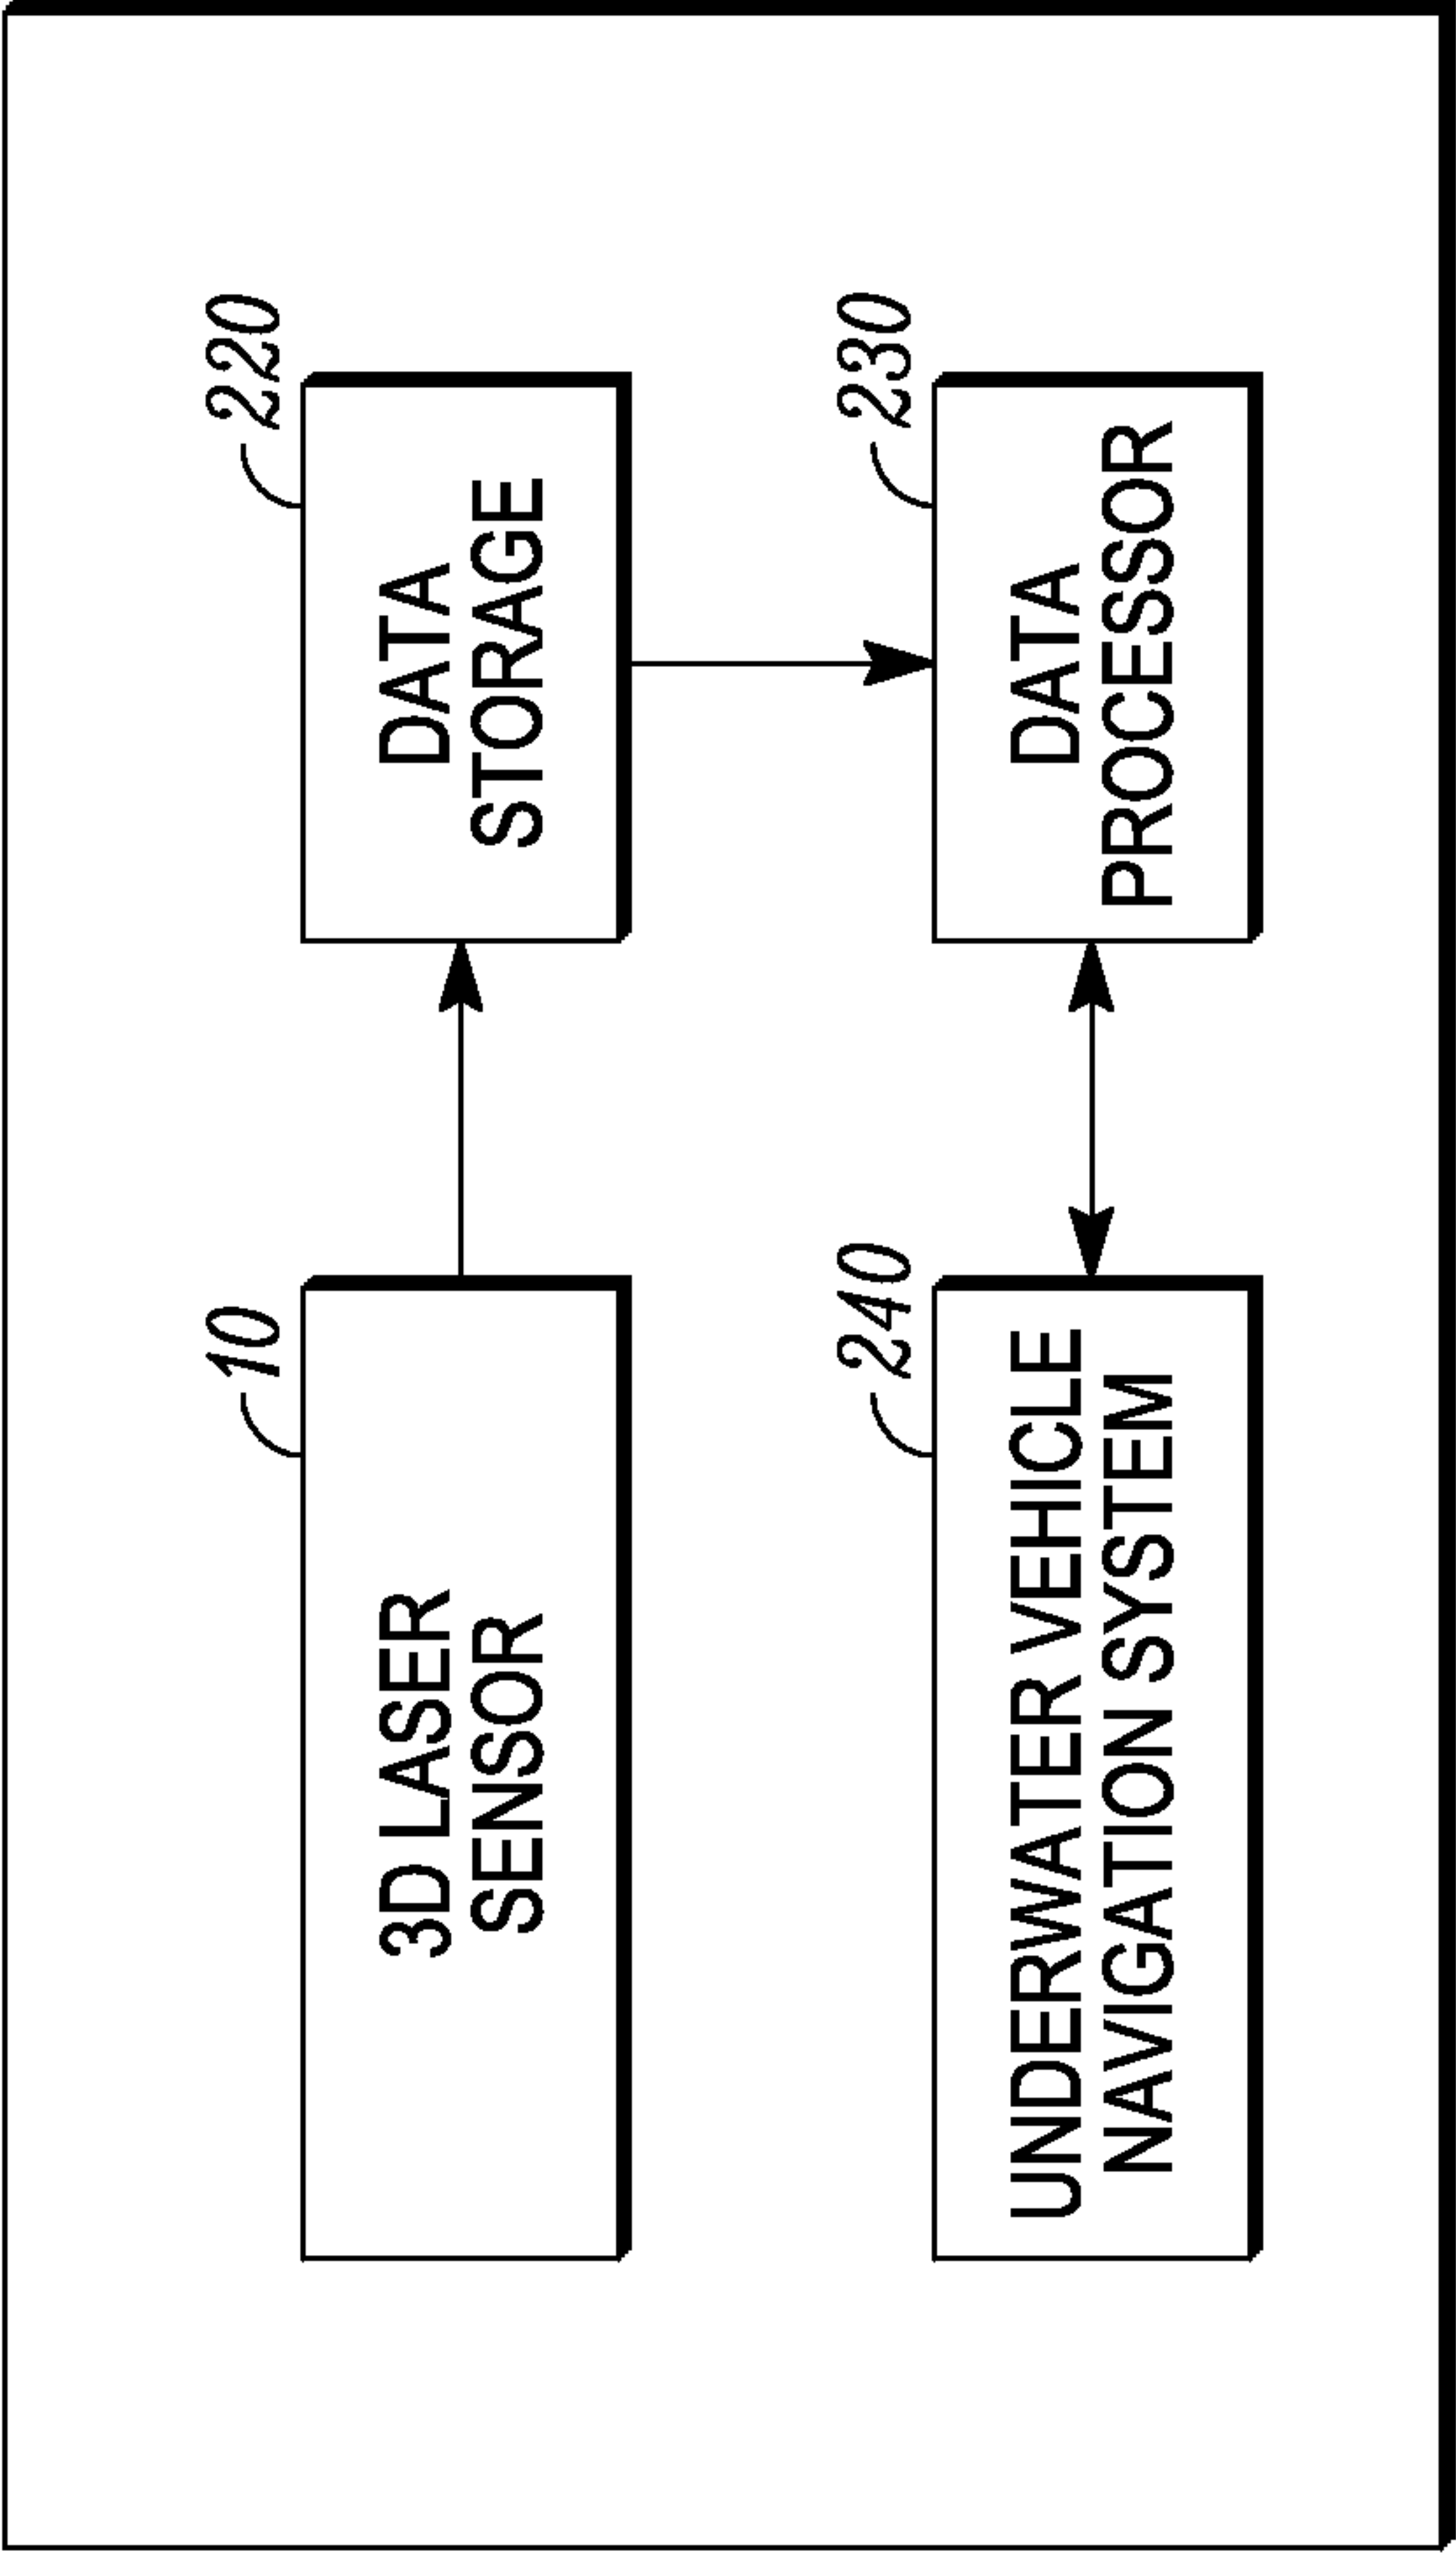 10
3D LASER
SENSOR
220
DATA
STORAGE
240
UNDERWATER VEHICLE
NAVIGATION SYSTEM
230
DATA
PROCESSOR